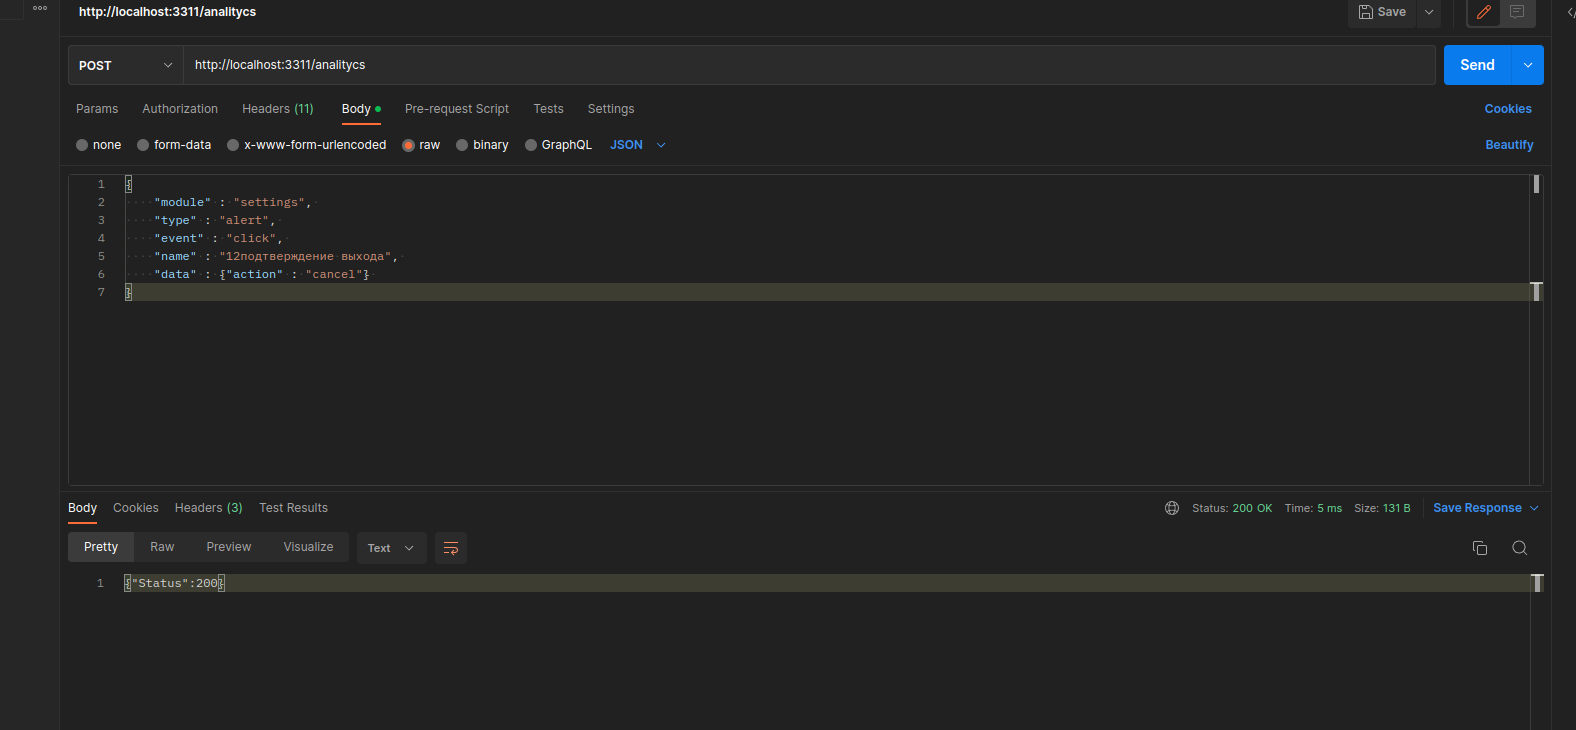 http://localhost:3311/analitycs
Save
POST
http://localhost:3311/analitycs
Send
Params Authorization Headers (11) Body Pre-request Script Tests Settings Cookies
none form-data x-www-form-urlencoded raw binary GraphQL JSON Beautify
1 {
2 "module" : "settings",
3 "type" : "alert",
4 "event" : "click",
5 "name" : "12подтверждение выхода",
6 "data" : {"action" : "cancel"}
7 }
Body Cookies Headers (3) Test Results Status: 200 OK Time: 5 ms Size: 131 B Save Response
Pretty Raw Preview Visualize Text
1 {"Status":200}